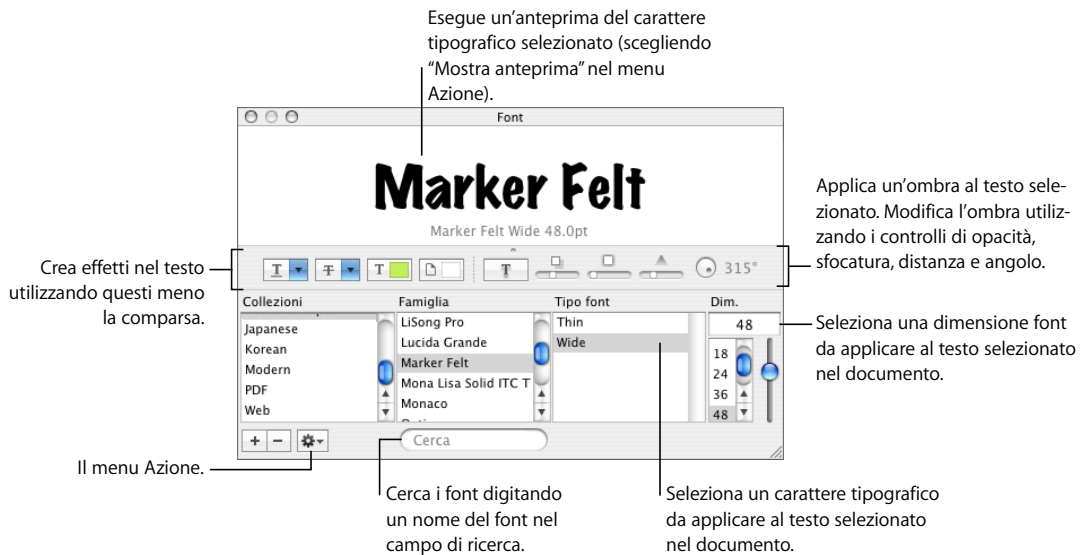 Esegue un'anteprima del carattere
tipografico selezionato (scegliendo
“Mostra anteprima” nel menu
Azione).
Font
Marker Felt
Marker Felt Wide 48.0pt
Applica un'ombra al testo sele-
zionato. Modifica l'ombra utiliz-
zando i controlli di opacità,
sfocatura, distanza e angolo.
Crea effetti nel testo
utilizzando questi meno
la comparsa.
T T T T 315°
Collezioni Famiglia Tipo font Dim.
Japanese
Korean
Modern
PDF
Web
LiSong Pro
Lucida Grande
Marker Felt
Mona Lisa Solid ITC T
Monaco
Thin
Wide
48
18
24
36
48
Seleziona una dimensione font
da applicare al testo selezionato
nel documento.
+ −
Cerca
Il menu Azione.
Cerca i font digitando
un nome del font nel
campo di ricerca.
Seleziona un carattere tipografico
da applicare al testo selezionato
nel documento.